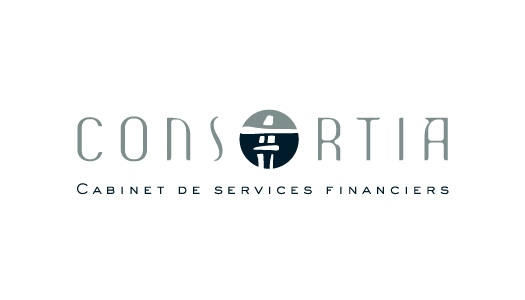 CONSORTIA
CABINET DE SERVICES FINANCIERS